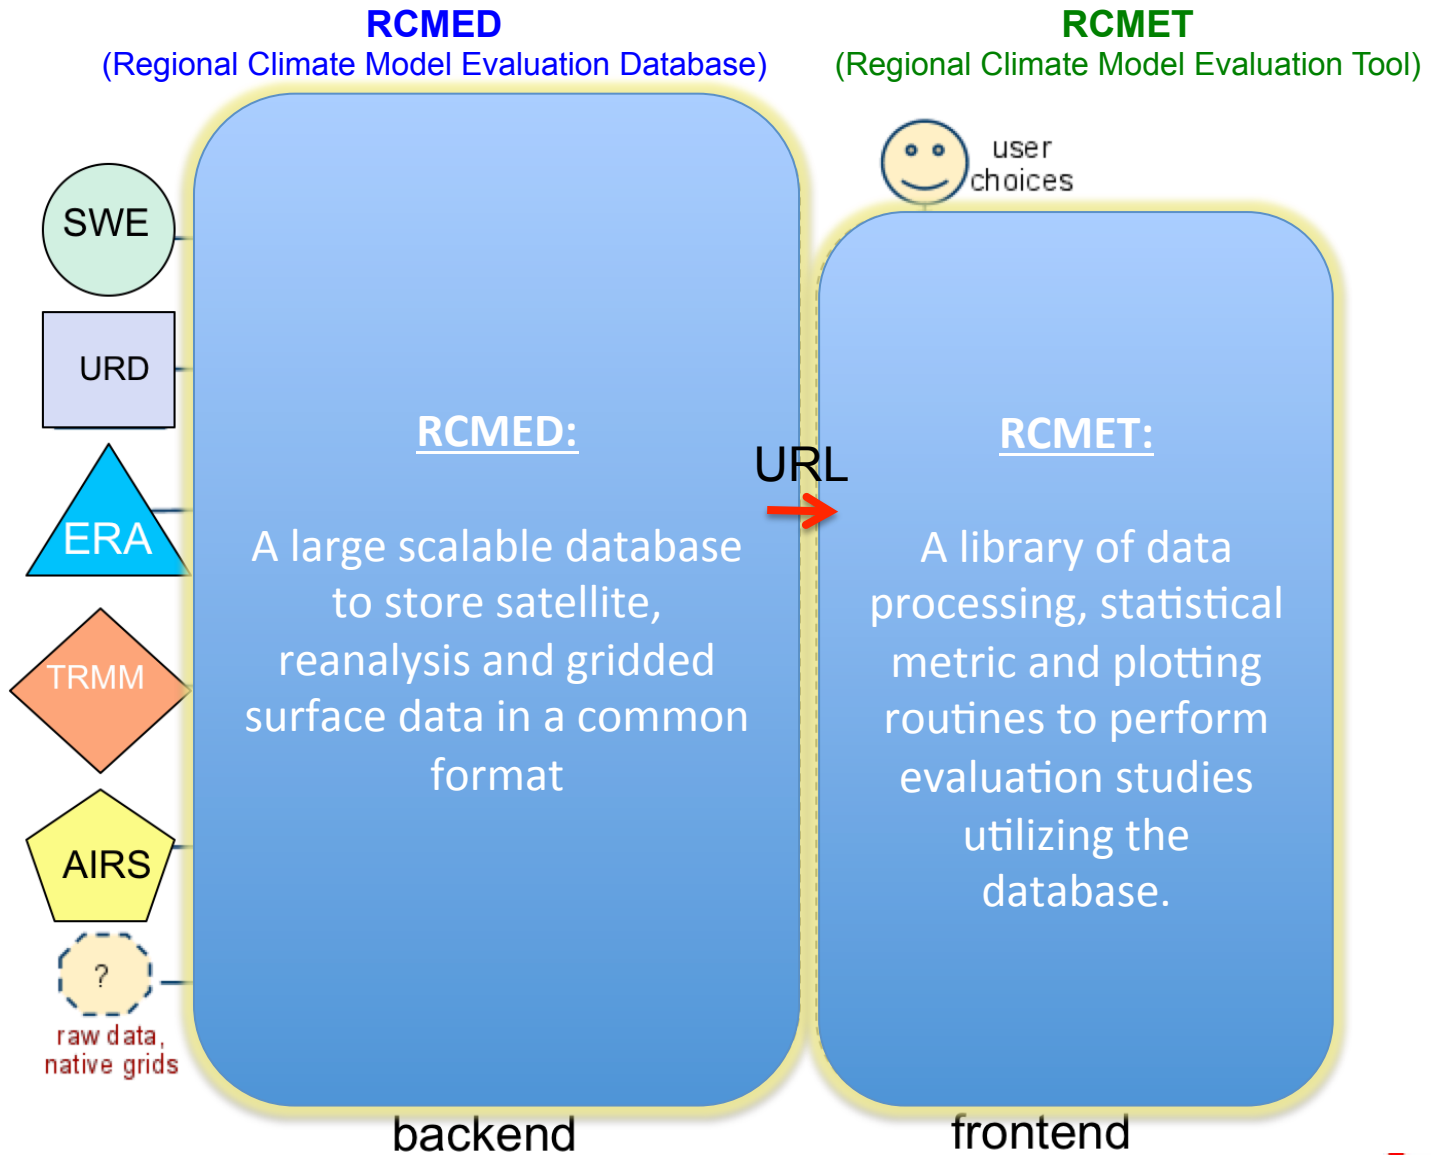 RCMED
(Regional Climate Model Evaluation Database)
RCMET
(Regional Climate Model Evaluation Tool)
user
choices
SWE
URD
ERA
TRMM
AIRS
?
raw data,
native grids
RCMED:
A large scalable database
to store satellite,
reanalysis and gridded
surface data in a common
format
URL
RCMET:
A library of data
processing, statistical
metric and plotting
routines to perform
evaluation studies
utilizing the
database.
backend
frontend